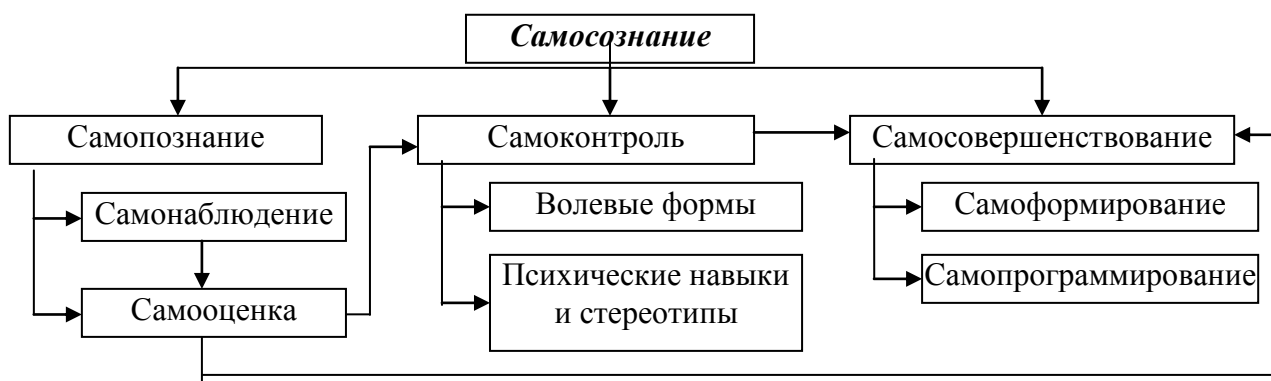 Самосознание
Самопознание
Самоконтроль
Самосовершенствование
Самонаблюдение
Волевые формы
Самоформирование
Самооценка
Психические навыки
и стереотипы
Самопрограммирование